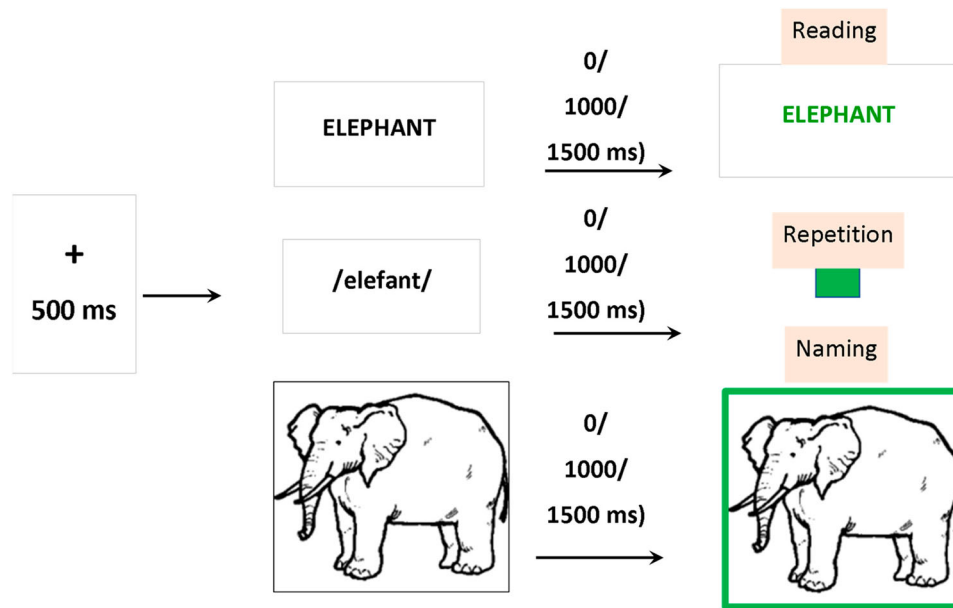 +
500 ms
ELEPHANT
0/
1000/
1500 ms)
Reading
ELEPHANT
/elefant/
0/
1000/
1500 ms)
Repetition
0/
1000/
1500 ms)
Naming